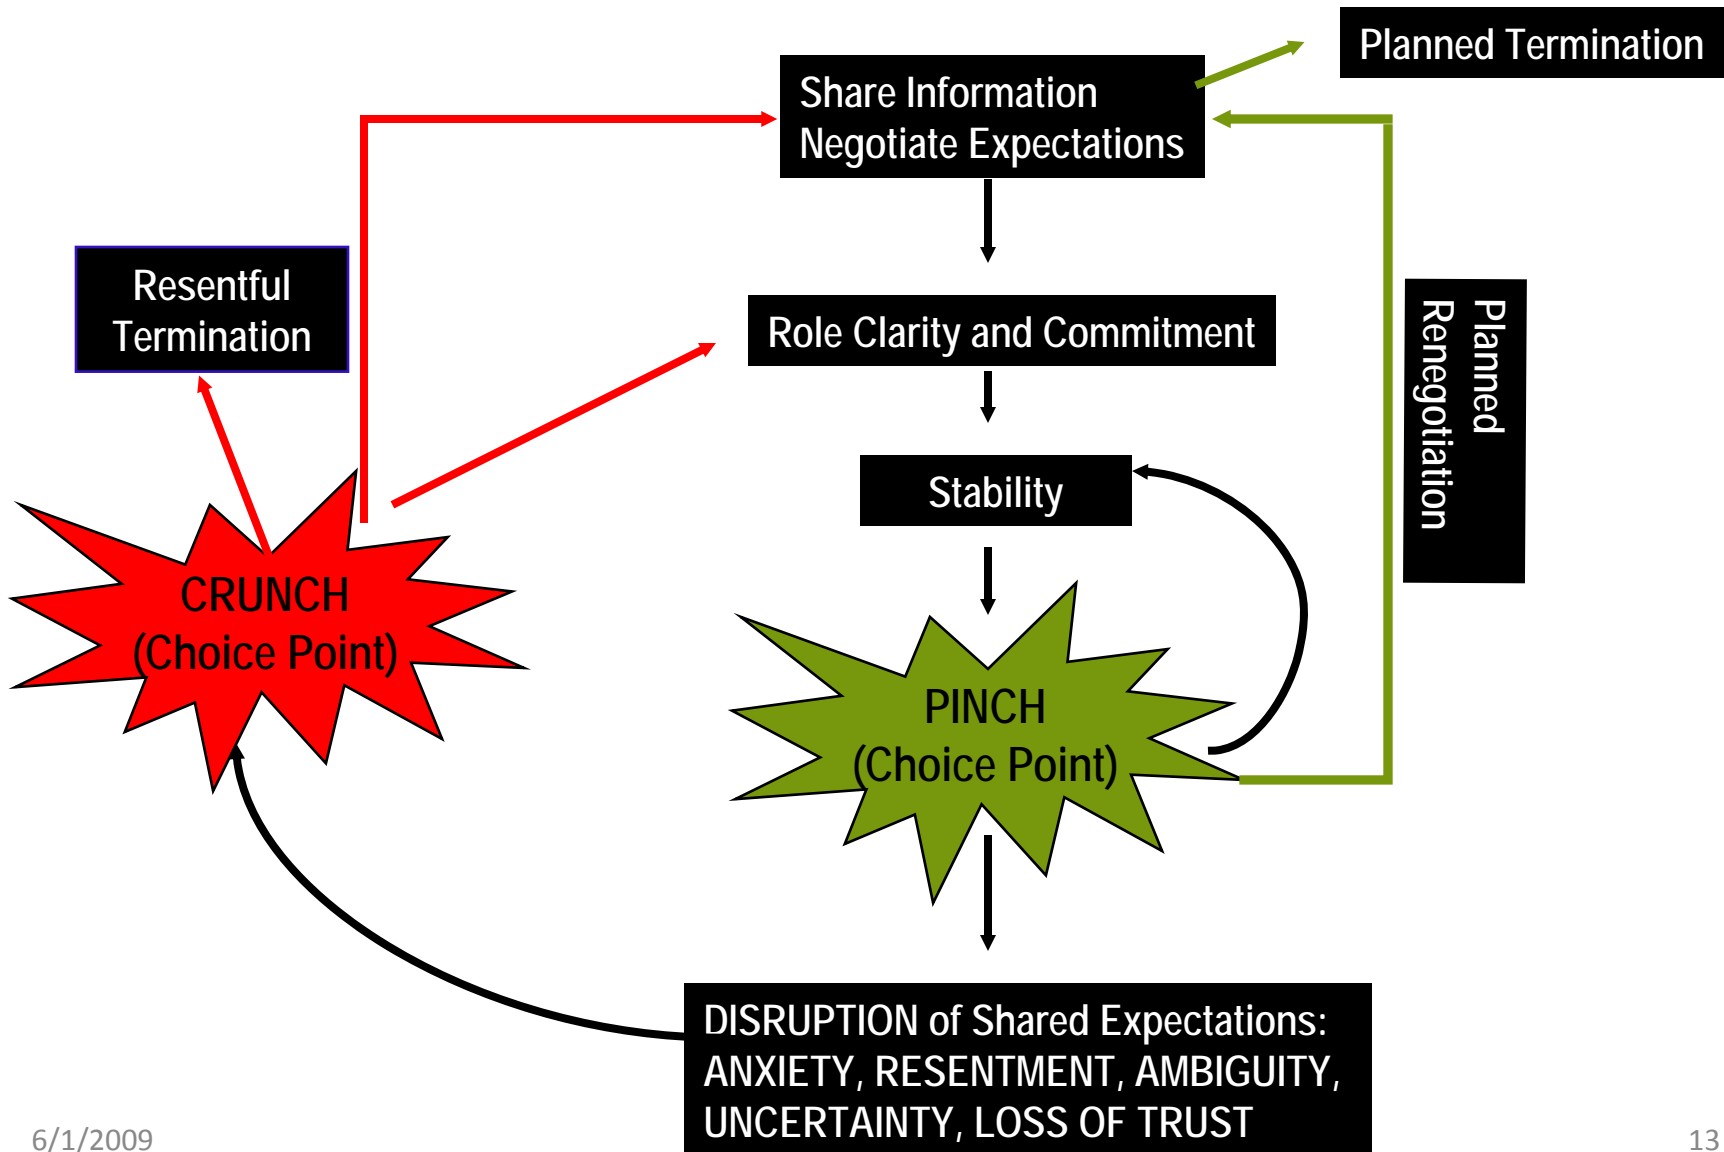 Planned Termination
Share Information
Negotiate Expectations
Resentful
Termination
Role Clarity and Commitment
Planned
Renegotiation
Stability
CRUNCH
(Choice Point)
PINCH
(Choice Point)
DISRUPTION of Shared Expectations:
ANXIETY, RESENTMENT, AMBIGUITY,
UNCERTAINTY, LOSS OF TRUST
6/1/2009
13